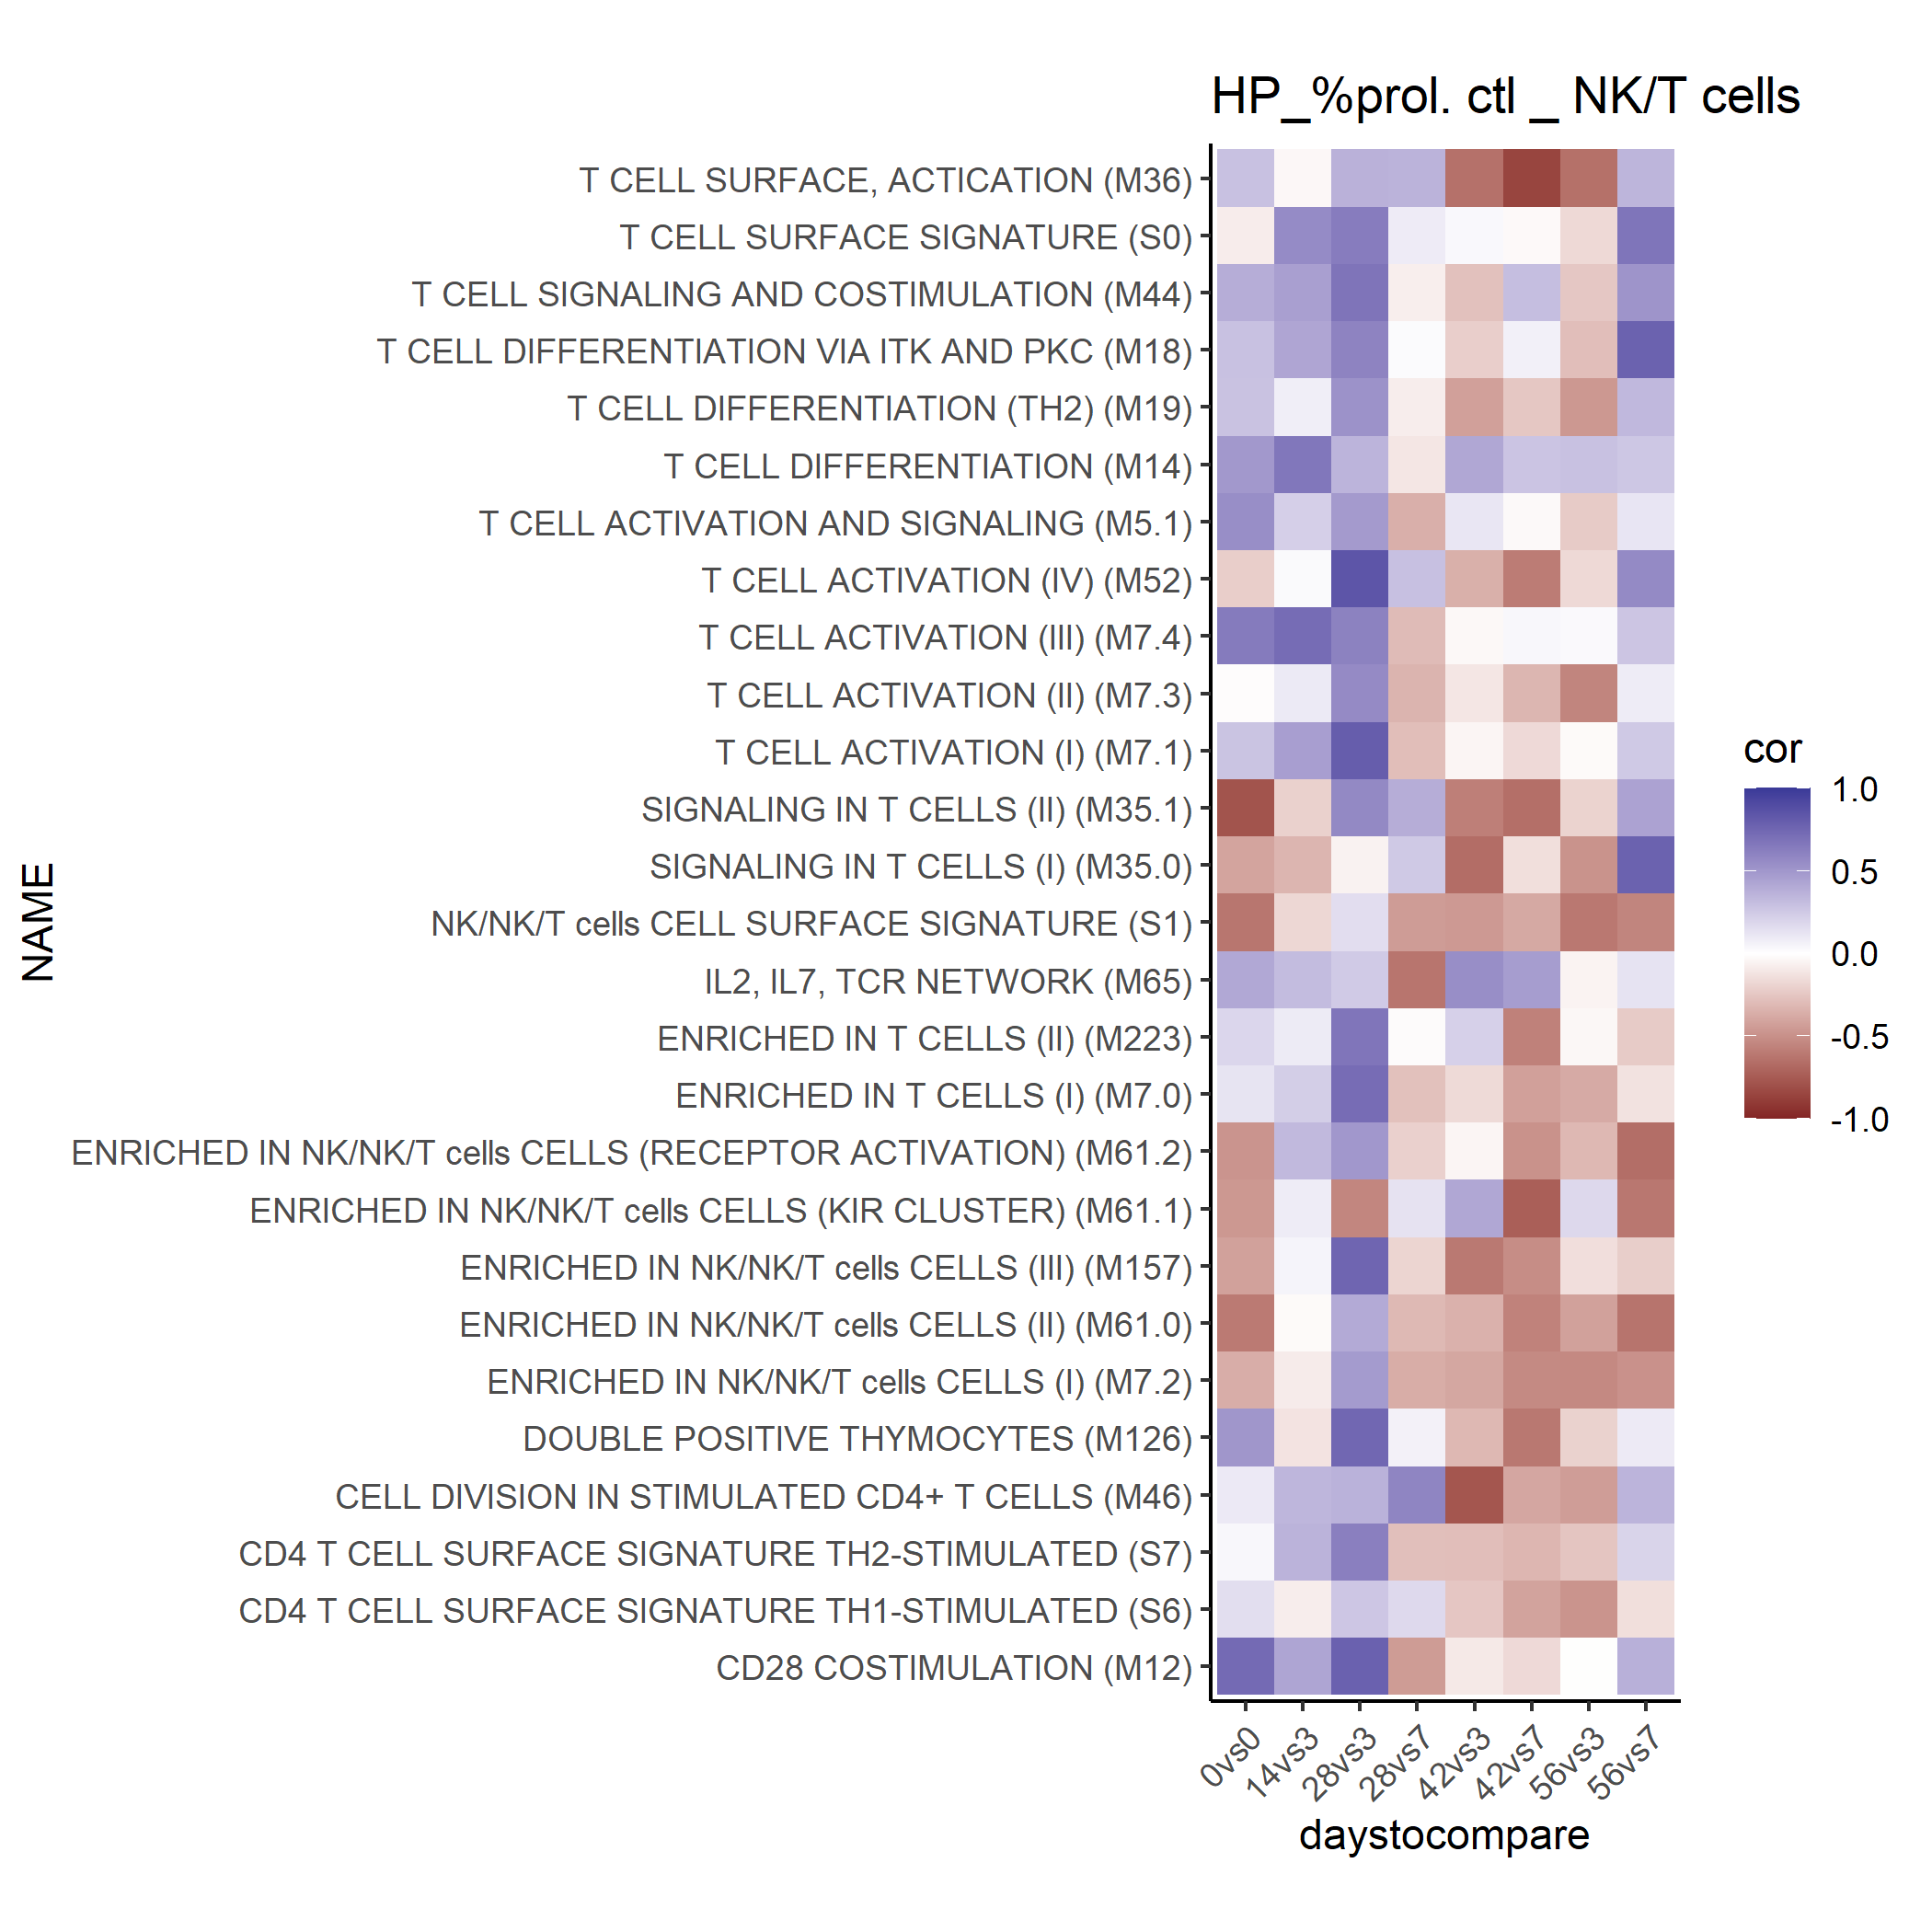 HP_%prol. ctl _ NK/T cells
T CELL SURFACE, ACTICATION (M36)
T CELL SURFACE SIGNATURE (S0)
T CELL SIGNALING AND COSTIMULATION (M44)
T CELL DIFFERENTIATION VIA ITK AND PKC (M18)
T CELL DIFFERENTIATION (TH2) (M19)
T CELL DIFFERENTIATION (M14)
T CELL ACTIVATION AND SIGNALING (M5.1)
T CELL ACTIVATION (IV) (M52)
T CELL ACTIVATION (III) (M7.4)
T CELL ACTIVATION (II) (M7.3)
T CELL ACTIVATION (I) (M7.1)
SIGNALING IN T CELLS (II) (M35.1)
SIGNALING IN T CELLS (I) (M35.0)
NK/NK/T cells CELL SURFACE SIGNATURE (S1)
IL2, IL7, TCR NETWORK (M65)
ENRICHED IN T CELLS (II) (M223)
ENRICHED IN T CELLS (I) (M7.0)
ENRICHED IN NK/NK/T cells CELLS (RECEPTOR ACTIVATION) (M61.2)
ENRICHED IN NK/NK/T cells CELLS (KIR CLUSTER) (M61.1)
ENRICHED IN NK/NK/T cells CELLS (III) (M157)
ENRICHED IN NK/NK/T cells CELLS (II) (M61.0)
ENRICHED IN NK/NK/T cells CELLS (I) (M7.2)
DOUBLE POSITIVE THYMOCYTES (M126)
CELL DIVISION IN STIMULATED CD4+ T CELLS (M46)
CD4 T CELL SURFACE SIGNATURE TH2-STIMULATED (S7)
CD4 T CELL SURFACE SIGNATURE TH1-STIMULATED (S6)
CD28 COSTIMULATION (M12)
NAME
0vs0
14vs3
28vs3
28vs7
42vs3
42vs7
56vs3
56vs7
daystocompare
cor
1.0
0.5
0.0
-0.5
-1.0